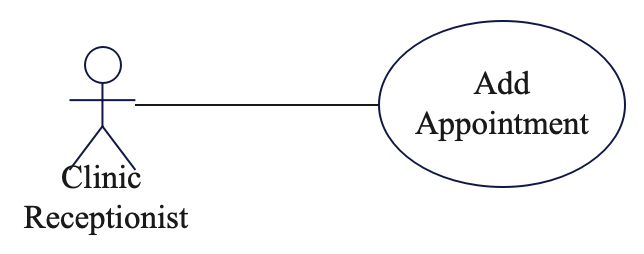 Add
Appointment
Clinic
Receptionist